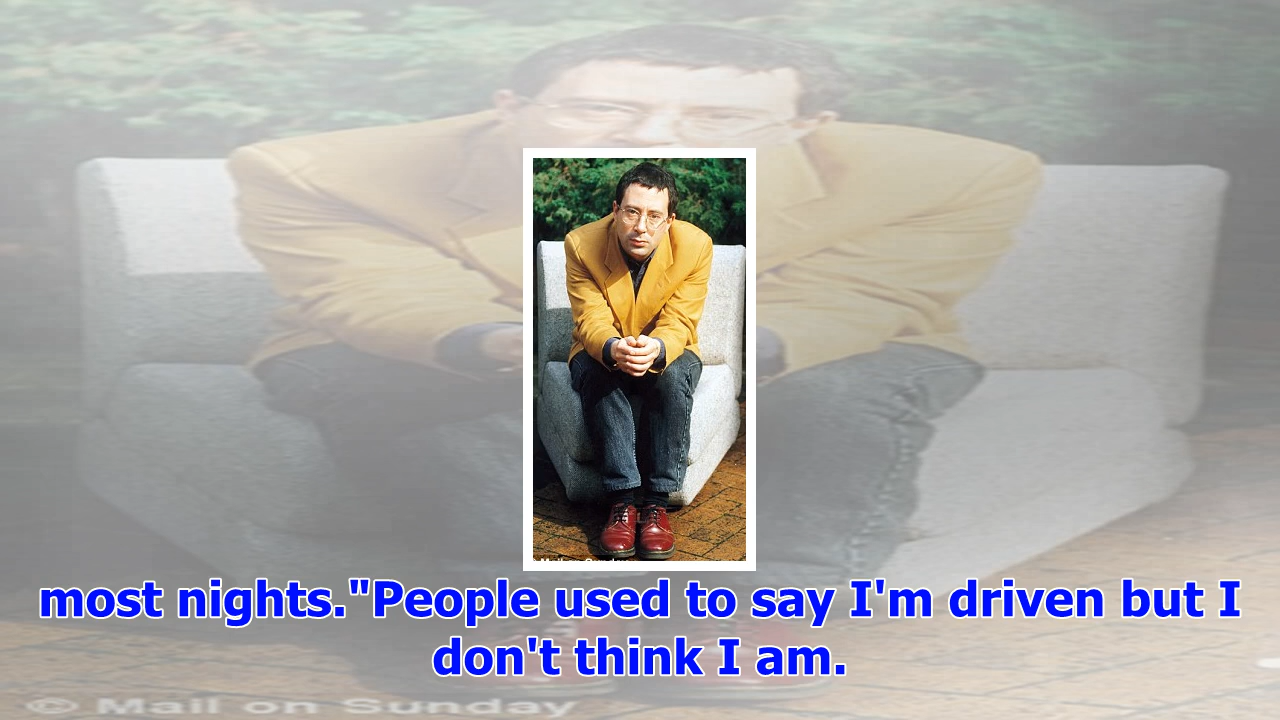 most nights."People used to say I'm driven but I
don't think I am.
© Mail on Sunday